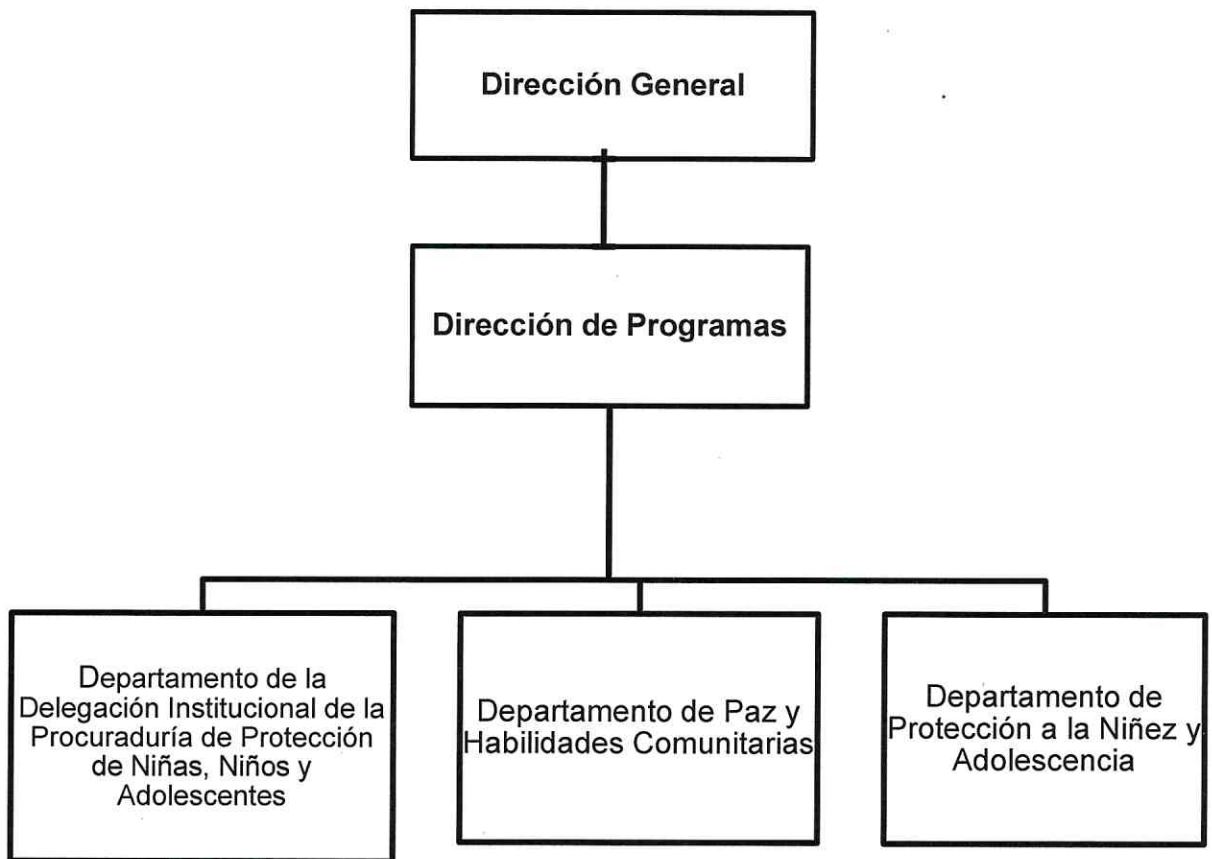 Dirección General
Dirección de Programas
Departamento de la
Delegación Institucional de la
Procuraduría de Protección
de Niñas, Niños y
Adolescentes
Departamento de Paz y
Habilidades Comunitarias
Departamento de
Protección a la Niñez y
Adolescencia